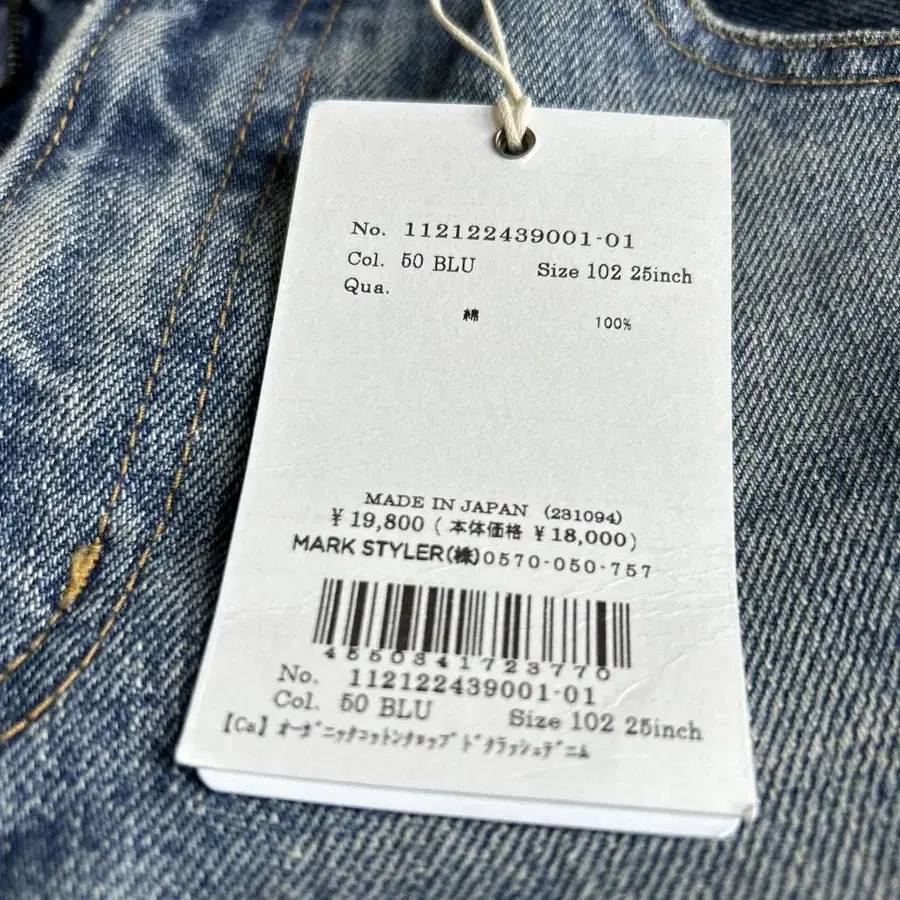 No. 112122439001-01
Col. 50 BLU Size 102 25inch
Qua.
綿 100%
MADE IN JAPAN (231094)
¥ 19,800 ( 本体価格 ¥ 18,000)
MARK STYLER(株)0570-050-757
4550341723770
No. 112122439001-01
Col. 50 BLU Size 102 25inch
【Ca】オーガニックコットンクロップドクラッシュデニム